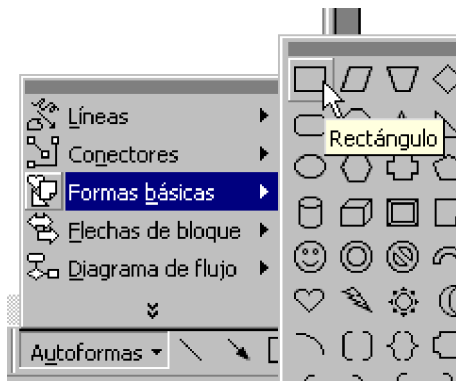 Líneas
Conectores
Rectángulo
Formas básicas
Flechas de bloque
Diagrama de flujo
Autoformas